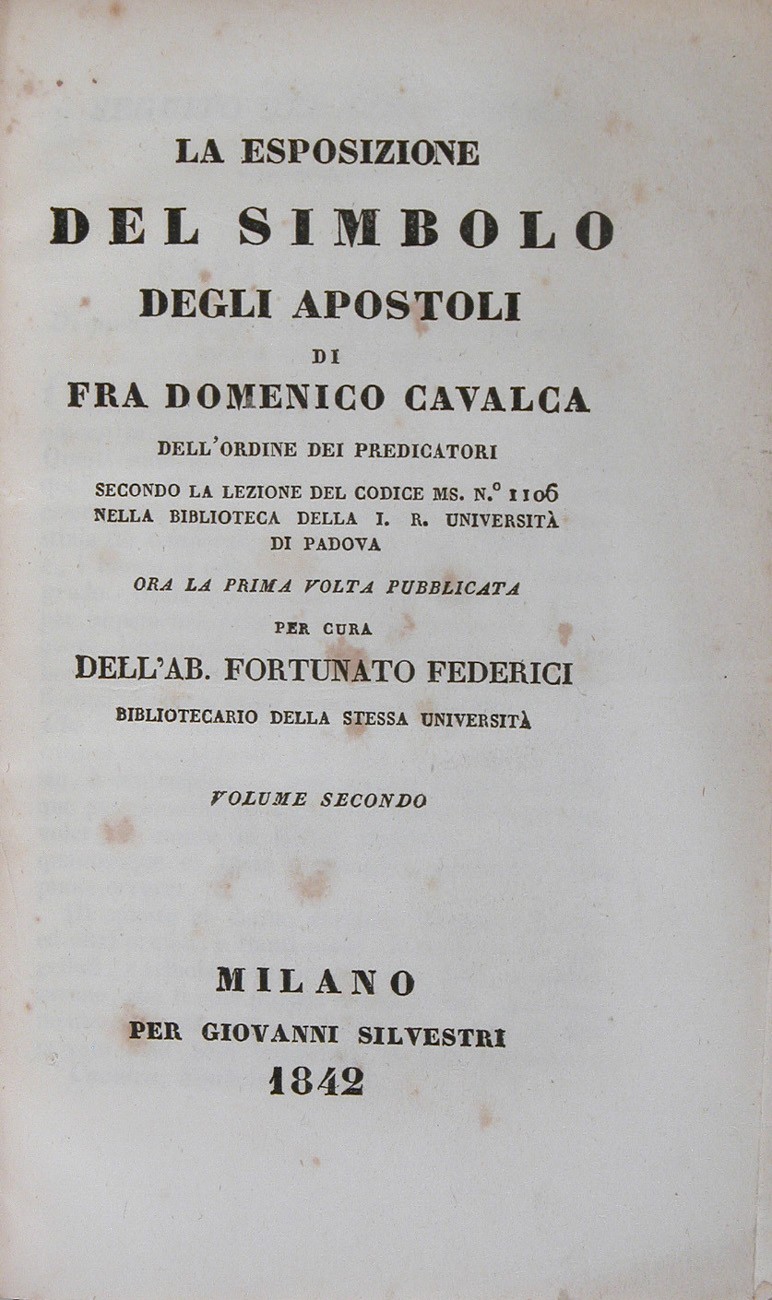 LA ESPOSIZIONE
DEL SIMBOLO
DEGLI APOSTOLI
DI
FRA DOMENICO CAVALCA
DELL'ORDINE DEI PREDICATORI
SECONDO LA LEZIONE DEL CODICE MS. N.º 1106
NELLA BIBLIOTECA DELLA I. R. UNIVERSITÀ
DI PADOVA
ORA LA PRIMA VOLTA PUBBLICATA
PER CURA
DELL'AB. FORTUNATO FEDERICI
BIBLIOTECARIO DELLA STESSA UNIVERSITÀ
VOLUME SECONDO
MILANO
PER GIOVANNI SILVESTRI
1842